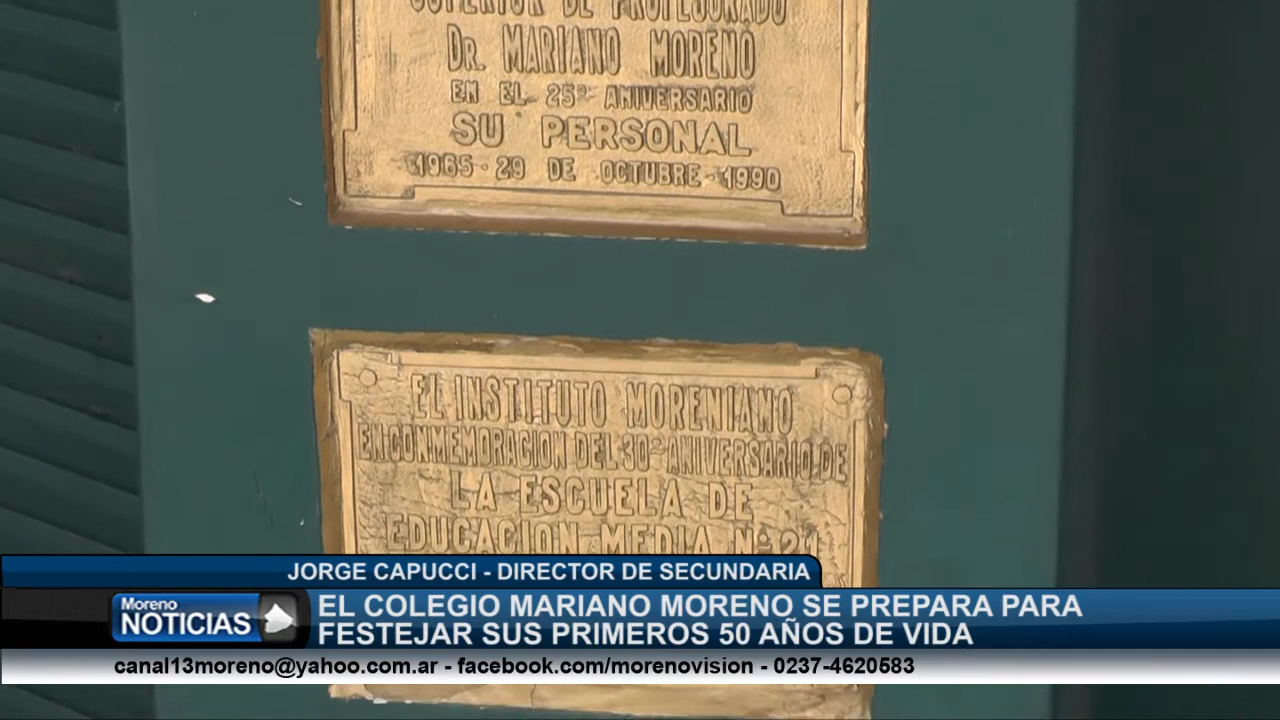 SUPERIOR DE PROFESORADO
DR. MARIANO MORENO
EN EL 25º ANIVERSARIO
SU PERSONAL
1965 - 29 DE OCTUBRE - 1990
EL INSTITUTO MORENIANO
EN CONMEMORACION DEL 30º ANIVERSARIO DE
LA ESCUELA DE
EDUCACION MEDIA Nº 21
JORGE CAPUCCI - DIRECTOR DE SECUNDARIA
Moreno
NOTICIAS
EL COLEGIO MARIANO MORENO SE PREPARA PARA
FESTEJAR SUS PRIMEROS 50 AÑOS DE VIDA
canal13moreno@yahoo.com.ar - facebook.com/morenovision - 0237-4620583